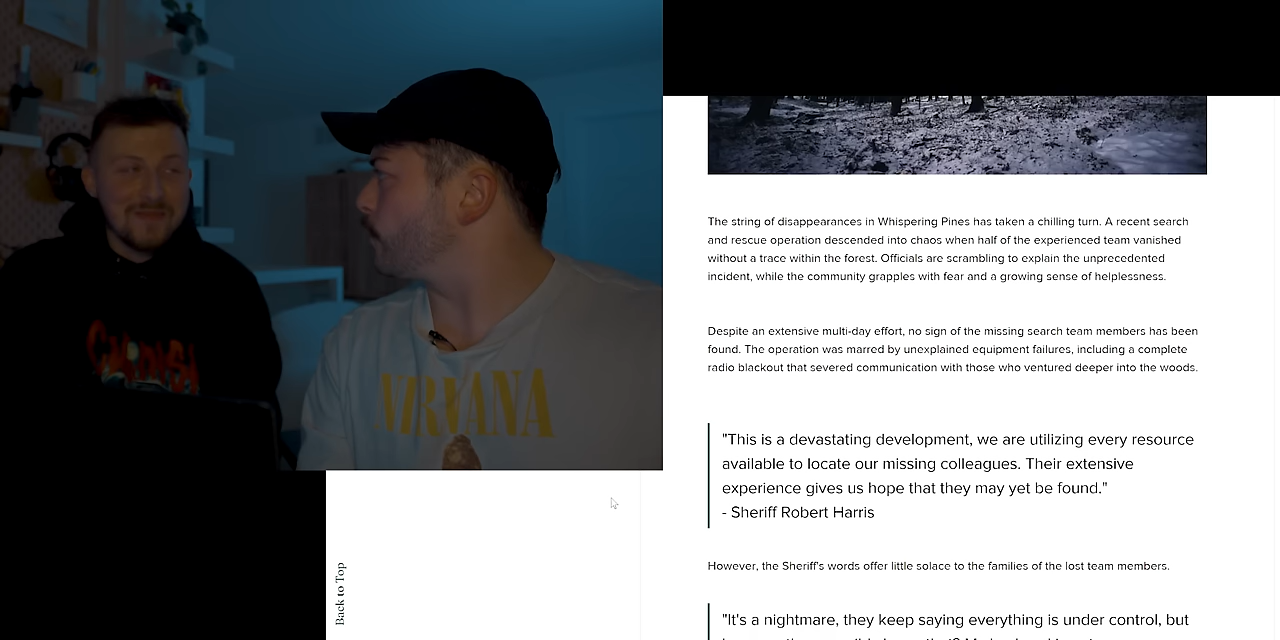 NIRVANA
The string of disappearances in Whispering Pines has taken a chilling turn. A recent search
and rescue operation descended into chaos when half of the experienced team vanished
without a trace within the forest. Officials are scrambling to explain the unprecedented
incident, while the community grapples with fear and a growing sense of helplessness.
Despite an extensive multi-day effort, no sign of the missing search team members has been
found. The operation was marred by unexplained equipment failures, including a complete
radio blackout that severed communication with those who ventured deeper into the woods.
"This is a devastating development, we are utilizing every resource
available to locate our missing colleagues. Their extensive
experience gives us hope that they may yet be found."
- Sheriff Robert Harris
However, the Sheriff's words offer little solace to the families of the lost team members.
"It's a nightmare, they keep saying everything is under control, but
Back to Top